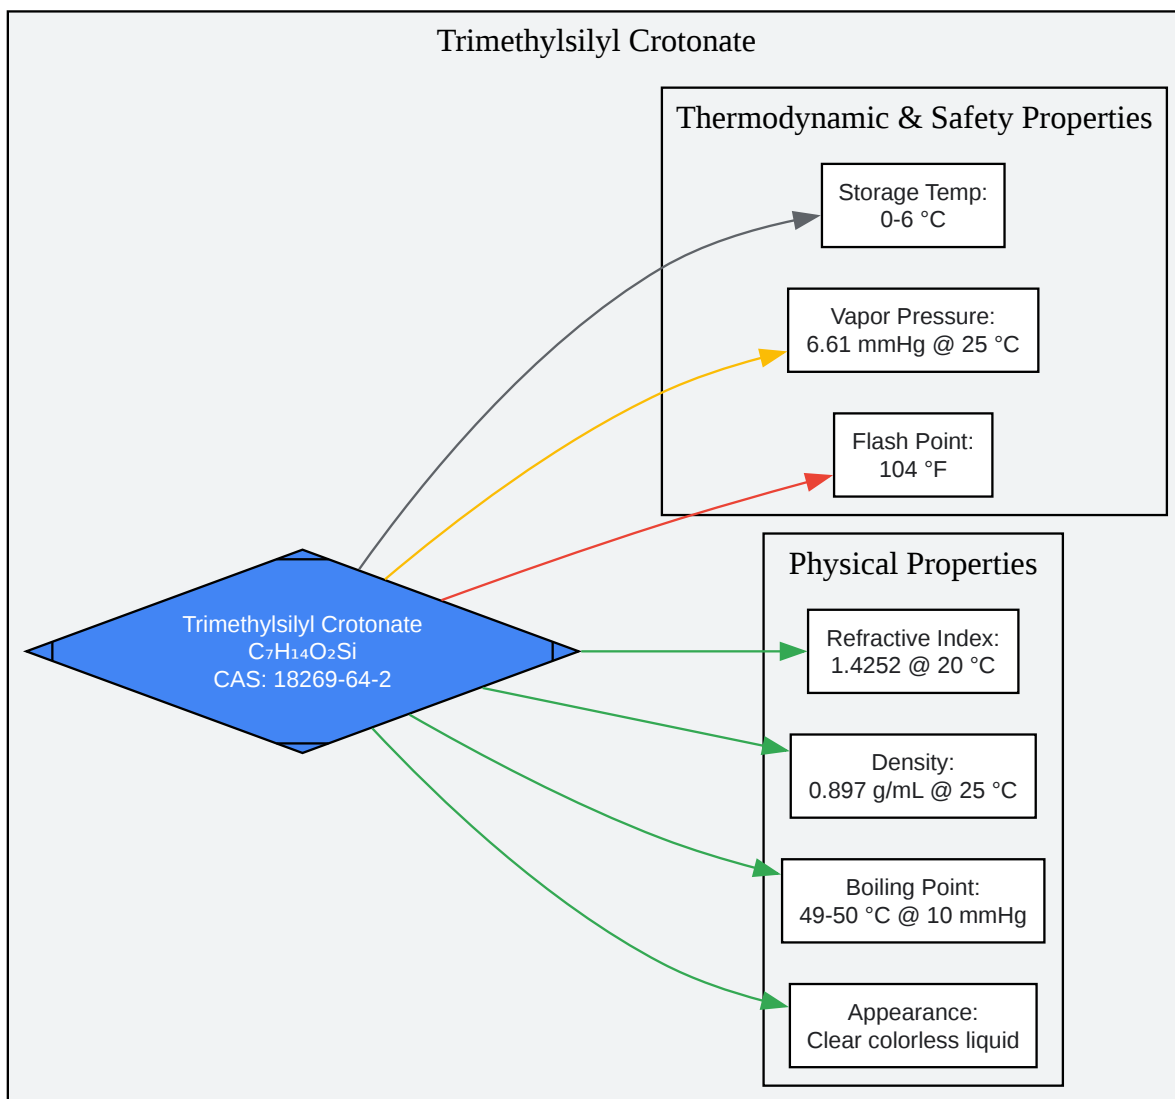 Trimethylsilyl Crotonate
Thermodynamic & Safety Properties
Storage Temp:
0-6 °C
Vapor Pressure:
6.61 mmHg @ 25 °C
Flash Point:
104 °F
Trimethylsilyl Crotonate
C₇H₁₄O₂Si
CAS: 18269-64-2
Physical Properties
Refractive Index:
1.4252 @ 20 °C
Density:
0.897 g/mL @ 25 °C
Boiling Point:
49-50 °C @ 10 mmHg
Appearance:
Clear colorless liquid